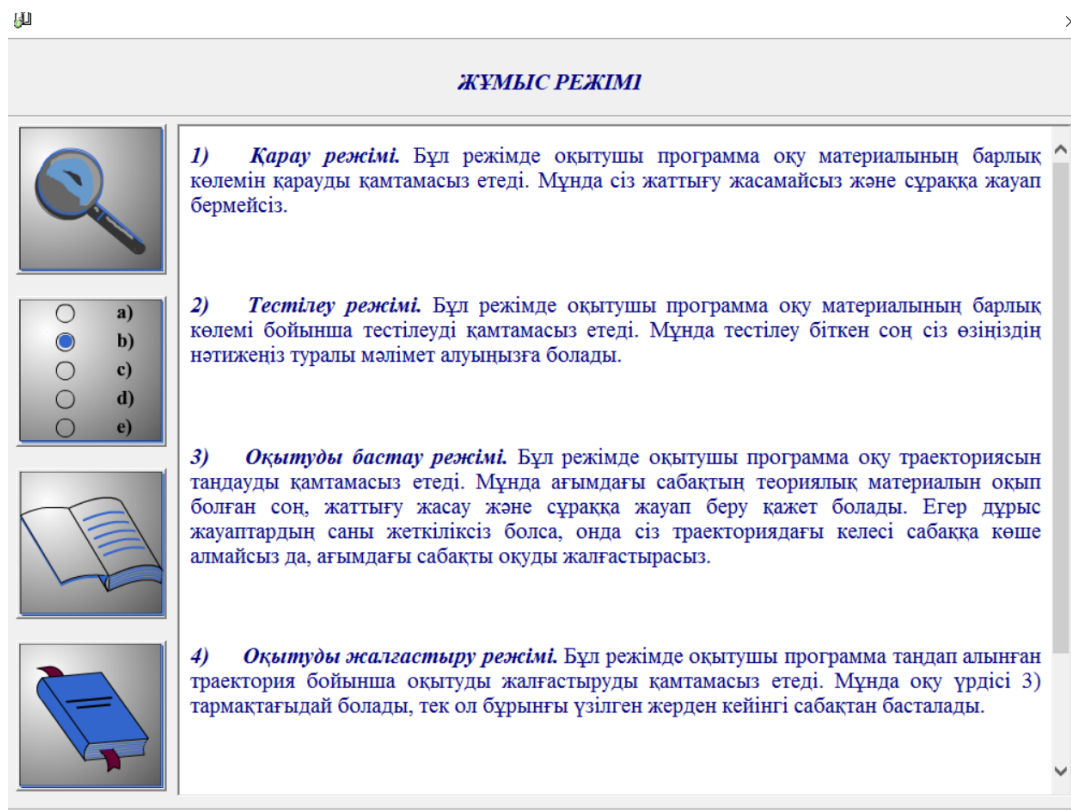 ЖҰМЫС РЕЖІМІ
1) Қарау режімі. Бұл режімде оқытушы программа оқу материалының барлық
көлемін қарауды қамтамасыз етеді. Мұнда сіз жаттығу жасамайсыз және сұраққа жауап
бермейсіз.
a)
b)
c)
d)
e)
2) Тестілеу режімі. Бұл режімде оқытушы программа оқу материалының барлық
көлемі бойынша тестілеуді қамтамасыз етеді. Мұнда тестілеу біткен соң сіз өзіңіздің
нәтижеңіз туралы мәлімет алуыңызға болады.
3) Оқытуды бастау режімі. Бұл режімде оқытушы программа оқу траекториясын
таңдауды қамтамасыз етеді. Мұнда ағымдағы сабақтың теориялық материалын оқып
болған соң, жаттығу жасау және сұраққа жауап беру қажет болады. Егер дұрыс
жауаптардың саны жеткіліксіз болса, онда сіз траекториядағы келесі сабаққа көше
алмайсыз да, ағымдағы сабақты оқуды жалғастырасыз.
4) Оқытуды жалғастыру режімі. Бұл режімде оқытушы программа таңдап алынған
траектория бойынша оқытуды жалғастыруды қамтамасыз етеді. Мұнда оқу үрдісі 3)
тармақтағыдай болады, тек ол бұрынғы үзілген жерден кейінгі сабақтан басталады.